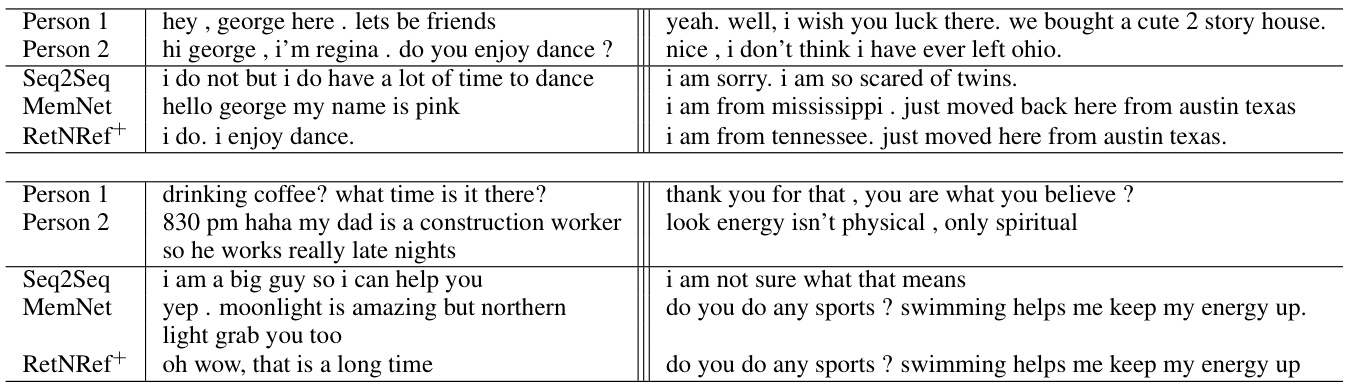 Person 1 hey , george here . lets be friends yeah. well, i wish you luck there. we bought a cute 2 story house.
Person 2 hi george , i'm regina . do you enjoy dance ? nice , i don't think i have ever left ohio.
Seq2Seq i do not but i do have a lot of time to dance i am sorry. i am so scared of twins.
MemNet hello george my name is pink i am from mississippi . just moved back here from austin texas
RetNRef+ i do. i enjoy dance. i am from tennessee. just moved here from austin texas.
Person 1 drinking coffee? what time is it there? thank you for that , you are what you believe ?
Person 2 830 pm haha my dad is a construction worker look energy isn't physical , only spiritual
so he works really late nights
Seq2Seq i am a big guy so i can help you i am not sure what that means
MemNet yep . moonlight is amazing but northern do you do any sports ? swimming helps me keep my energy up.
light grab you too
RetNRef+ oh wow, that is a long time do you do any sports ? swimming helps me keep my energy up